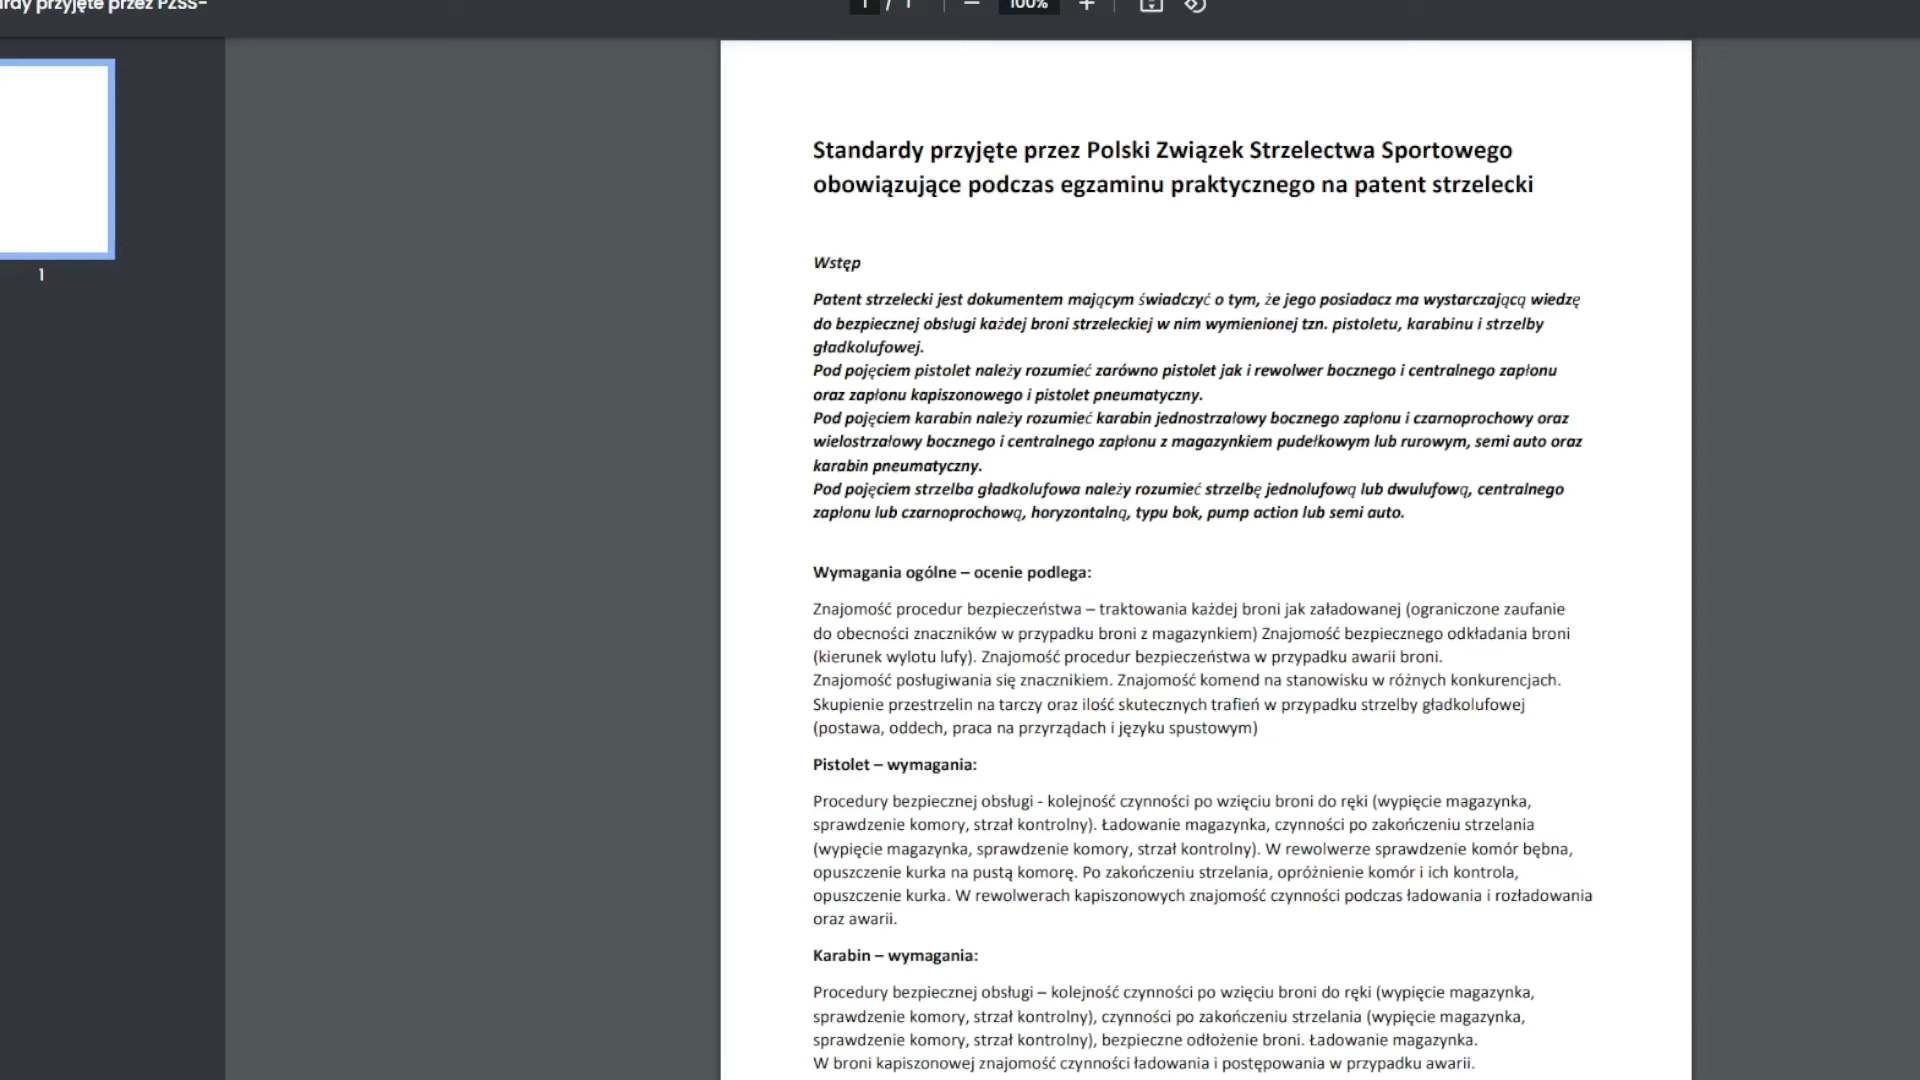 przyjęte przez PZSS-
1 / 1
100%
1
Standardy przyjęte przez Polski Związek Strzelectwa Sportowego
obowiązujące podczas egzaminu praktycznego na patent strzelecki
Wstęp
Patent strzelecki jest dokumentem mającym świadczyć o tym, że jego posiadacz ma wystarczającą wiedzę
do bezpiecznej obsługi każdej broni strzeleckiej w nim wymienionej tzn. pistoletu, karabinu i strzelby
gładkolufowej.
Pod pojęciem pistolet należy rozumieć zarówno pistolet jak i rewolwer bocznego i centralnego zapłonu
oraz zapłonu kapiszonowego i pistolet pneumatyczny.
Pod pojęciem karabin należy rozumieć karabin jednostrzałowy bocznego zapłonu i czarnoprochowy oraz
wielostrzałowy bocznego i centralnego zapłonu z magazynkiem pudełkowym lub rurowym, semi auto oraz
karabin pneumatyczny.
Pod pojęciem strzelba gładkolufowa należy rozumieć strzelbę jednolufową lub dwulufową, centralnego
zapłonu lub czarnoprochową, horyzontalną, typu bok, pump action lub semi auto.
Wymagania ogólne – ocenie podlega:
Znajomość procedur bezpieczeństwa – traktowania każdej broni jak załadowanej (ograniczone zaufanie
do obecności znaczników w przypadku broni z magazynkiem) Znajomość bezpiecznego odkładania broni
(kierunek wylotu lufy). Znajomość procedur bezpieczeństwa w przypadku awarii broni.
Znajomość posługiwania się znacznikiem. Znajomość komend na stanowisku w różnych konkurencjach.
Skupienie przestrzelin na tarczy oraz ilość skutecznych trafień w przypadku strzelby gładkolufowej
(postawa, oddech, praca na przyrządach i języku spustowym)
Pistolet – wymagania:
Procedury bezpiecznej obsługi - kolejność czynności po wzięciu broni do ręki (wypięcie magazynka,
sprawdzenie komory, strzał kontrolny). Ładowanie magazynka, czynności po zakończeniu strzelania
(wypięcie magazynka, sprawdzenie komory, strzał kontrolny). W rewolwerze sprawdzenie komór bębna,
opuszczenie kurka na pustą komorę. Po zakończeniu strzelania, opróżnienie komór i ich kontrola,
opuszczenie kurka. W rewolwerach kapiszonowych znajomość czynności podczas ładowania i rozładowania
oraz awarii.
Karabin – wymagania:
Procedury bezpiecznej obsługi – kolejność czynności po wzięciu broni do ręki (wypięcie magazynka,
sprawdzenie komory, strzał kontrolny), czynności po zakończeniu strzelania (wypięcie magazynka,
sprawdzenie komory, strzał kontrolny), bezpieczne odłożenie broni. Ładowanie magazynka.
W broni kapiszonowej znajomość czynności ładowania i postępowania w przypadku awarii.